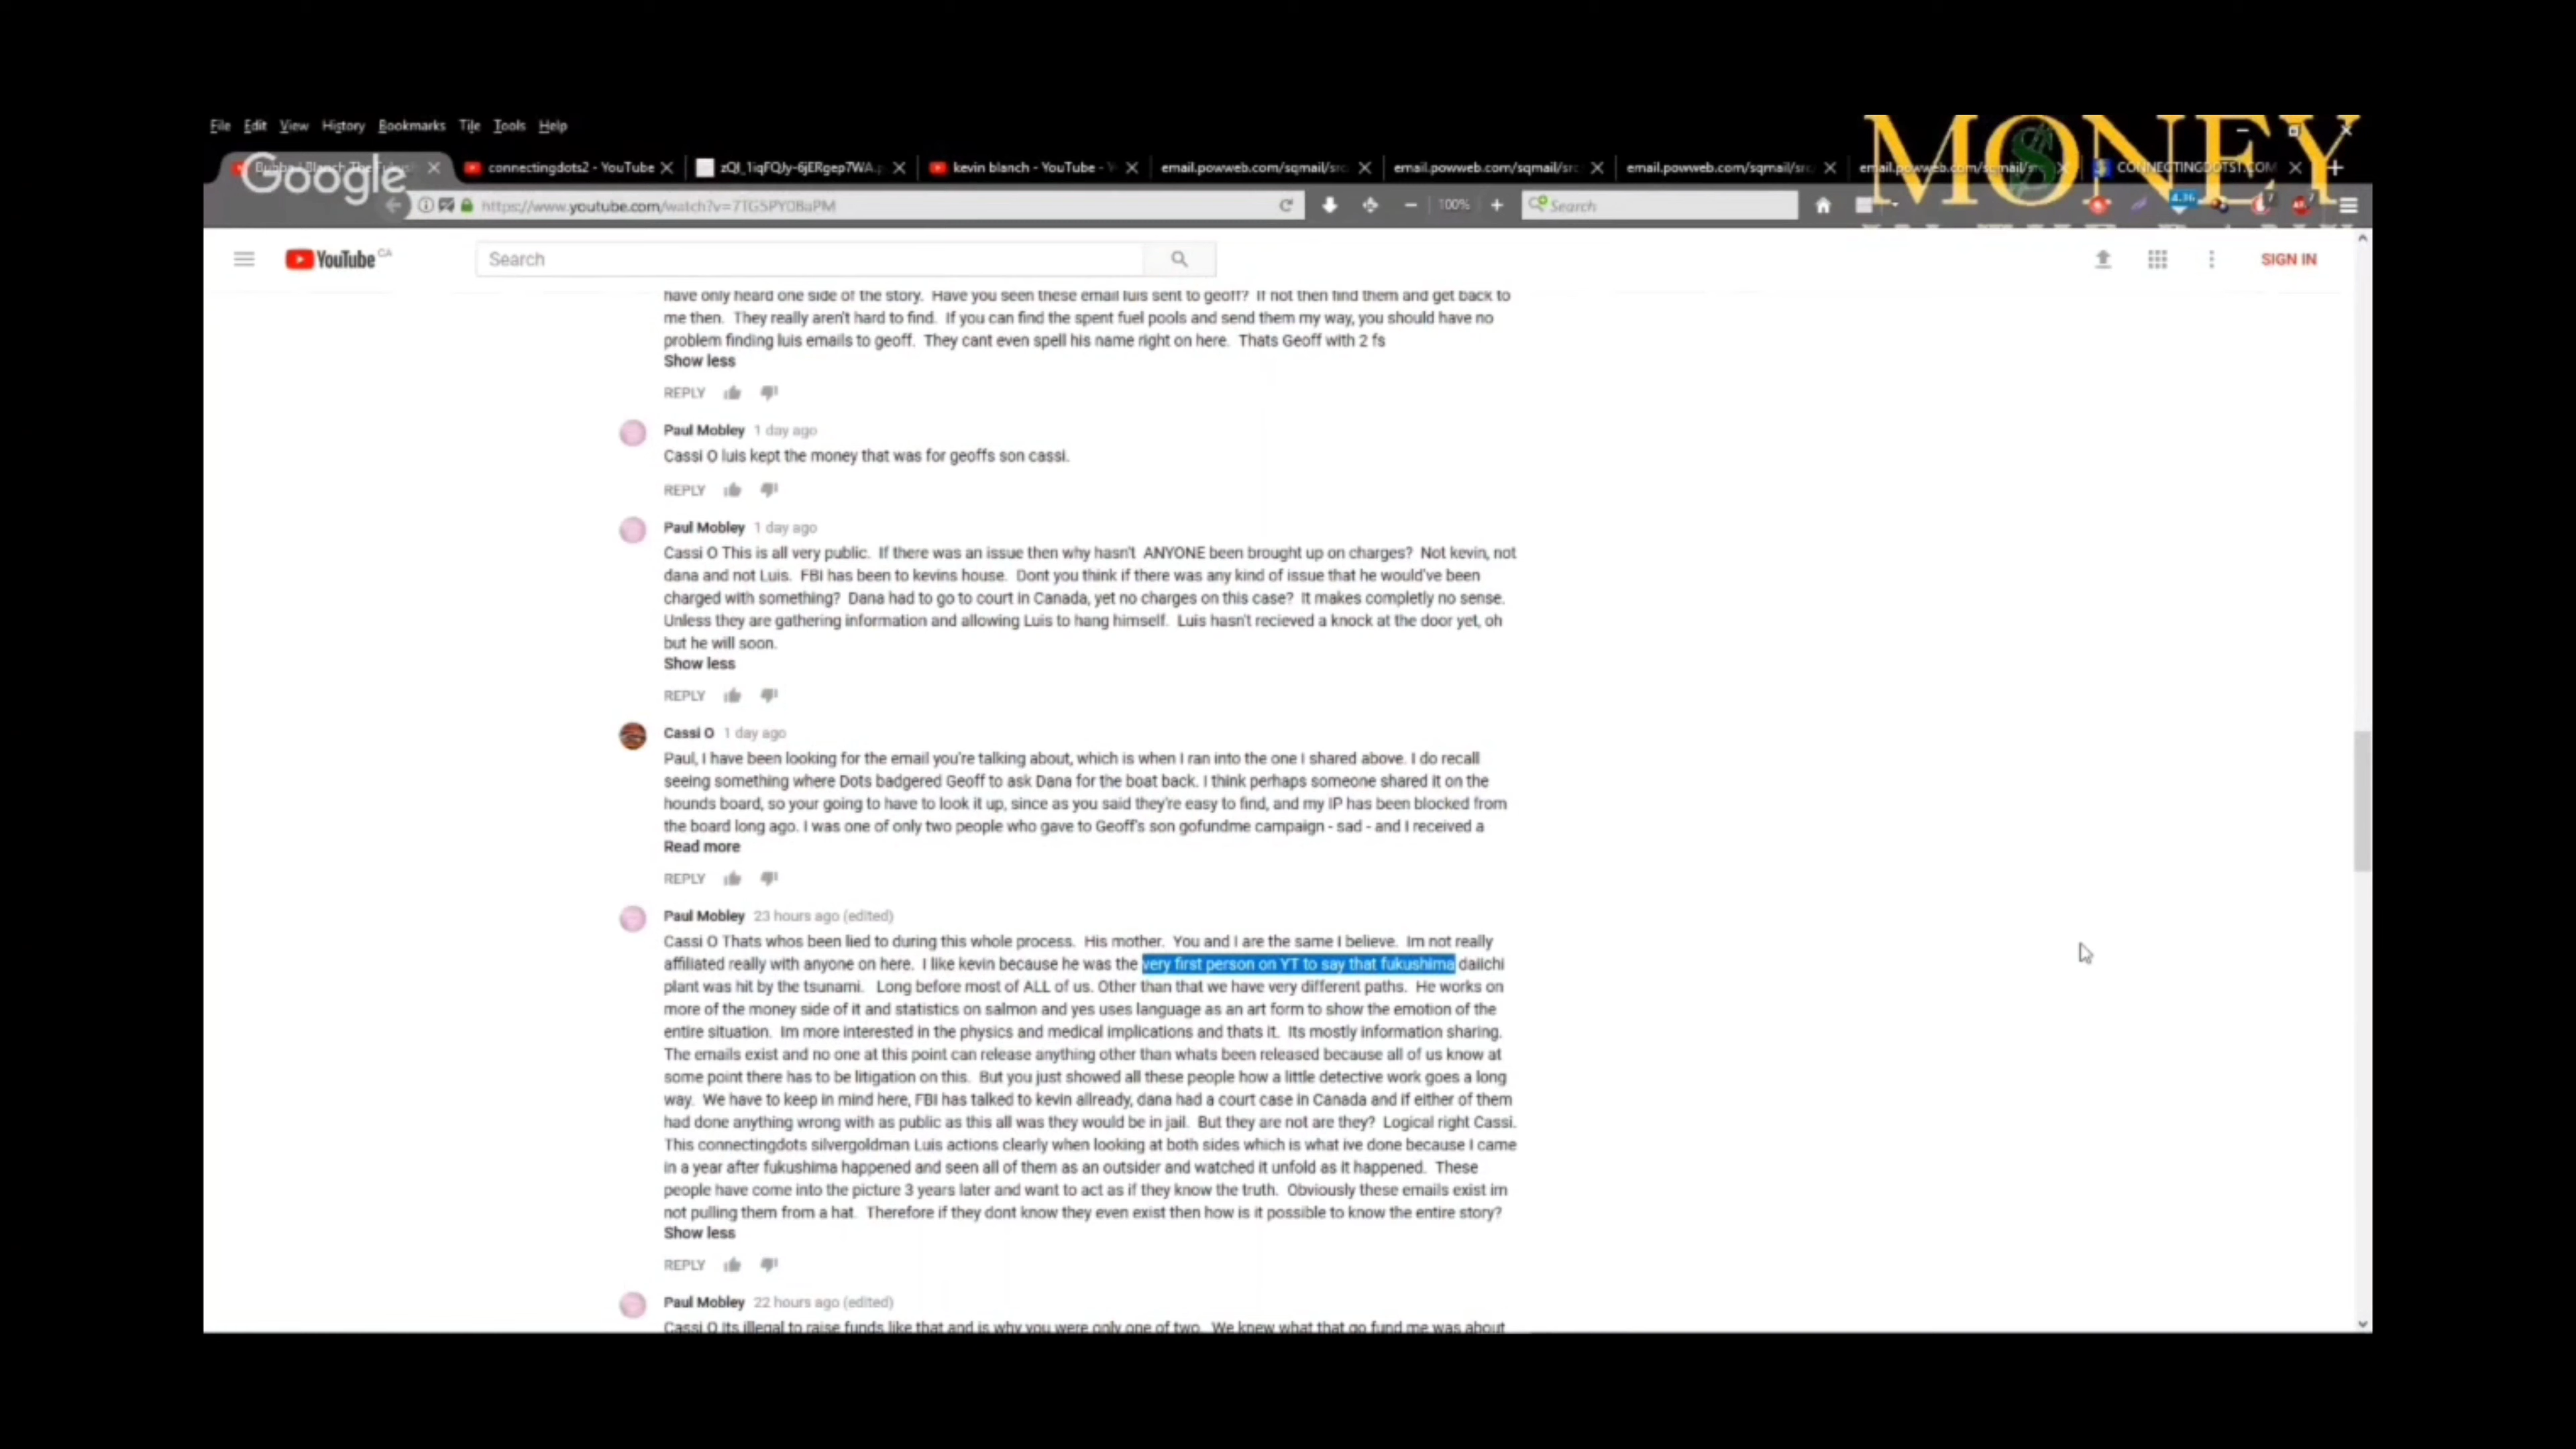 MONEY
File Edit View History Bookmarks Tile Tools Help
Google
connectingdots2 - YouTube
zQI_1iqFQJy-6jERgep7WA.p
kevin blanch - YouTube - Y
email.powweb.com/sqmail/src
email.powweb.com/sqmail/src
email.powweb.com/sqmail/src
email.powweb.com/sqmail/sr
CONNECTINGDOTS1.COM
https://www.youtube.com/watch?v=7TG5PY0BaPM
100%
Search
4.36
7
7
YouTube CA
Search
SIGN IN
have only heard one side of the story. Have you seen these email luis sent to geoff? If not then find them and get back to
me then. They really aren't hard to find. If you can find the spent fuel pools and send them my way, you should have no
problem finding luis emails to geoff. They cant even spell his name right on here. Thats Geoff with 2 fs
Show less
REPLY
Paul Mobley 1 day ago
Cassi O luis kept the money that was for geoffs son cassi.
REPLY
Paul Mobley 1 day ago
Cassi O This is all very public. If there was an issue then why hasn't ANYONE been brought up on charges? Not kevin, not
dana and not Luis. FBI has been to kevins house. Dont you think if there was any kind of issue that he would've been
charged with something? Dana had to go to court in Canada, yet no charges on this case? It makes completly no sense.
Unless they are gathering information and allowing Luis to hang himself. Luis hasn't recieved a knock at the door yet, oh
but he will soon.
Show less
REPLY
Cassi O 1 day ago
Paul, I have been looking for the email you're talking about, which is when I ran into the one I shared above. I do recall
seeing something where Dots badgered Geoff to ask Dana for the boat back. I think perhaps someone shared it on the
hounds board, so your going to have to look it up, since as you said they're easy to find, and my IP has been blocked from
the board long ago. I was one of only two people who gave to Geoff's son gofundme campaign - sad - and I received a
Read more
REPLY
Paul Mobley 23 hours ago (edited)
Cassi O Thats whos been lied to during this whole process. His mother. You and I are the same I believe. Im not really
affiliated really with anyone on here. I like kevin because he was the very first person on YT to say that fukushima daiichi
plant was hit by the tsunami. Long before most of ALL of us. Other than that we have very different paths. He works on
more of the money side of it and statistics on salmon and yes uses language as an art form to show the emotion of the
entire situation. Im more interested in the physics and medical implications and thats it. Its mostly information sharing.
The emails exist and no one at this point can release anything other than whats been released because all of us know at
some point there has to be litigation on this. But you just showed all these people how a little detective work goes a long
way. We have to keep in mind here, FBI has talked to kevin allready, dana had a court case in Canada and if either of them
had done anything wrong with as public as this all was they would be in jail. But they are not are they? Logical right Cassi.
This connectingdots silvergoldman Luis actions clearly when looking at both sides which is what ive done because I came
in a year after fukushima happened and seen all of them as an outsider and watched it unfold as it happened. These
people have come into the picture 3 years later and want to act as if they know the truth. Obviously these emails exist im
not pulling them from a hat. Therefore if they dont know they even exist then how is it possible to know the entire story?
Show less
REPLY
Paul Mobley 22 hours ago (edited)
Cassi O its illegal to raise funds like that and is why you were only one of two. We knew what that go fund me was about